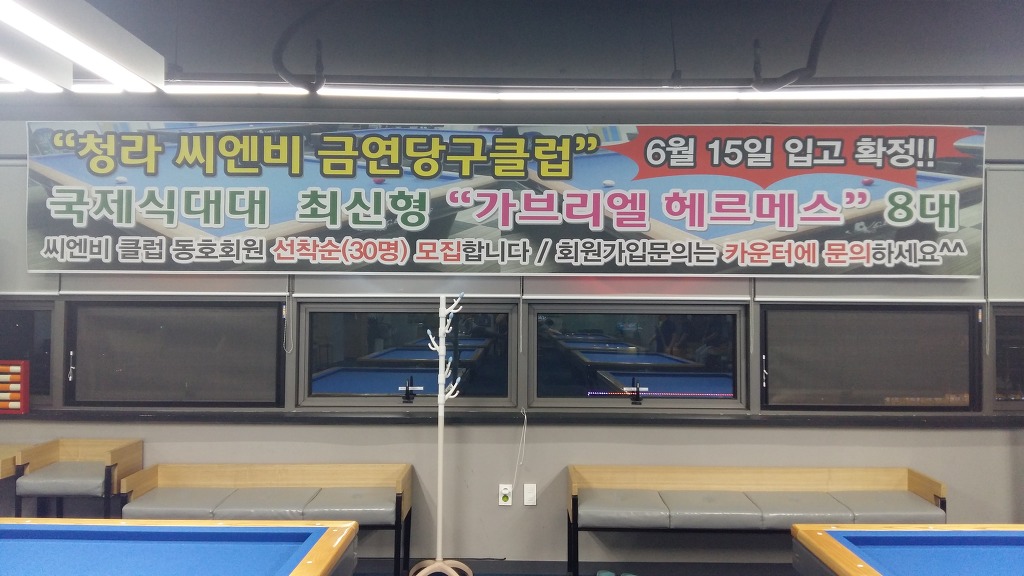 “청라 씨엔비 금연당구클럽”
6월 15일 입고 확정!!
국제식대대 최신형 “가브리엘 헤르메스” 8대
씨엔비 클럽 동호회원 선착순(30명) 모집합니다 / 회원가입문의는 카운터에 문의하세요^^